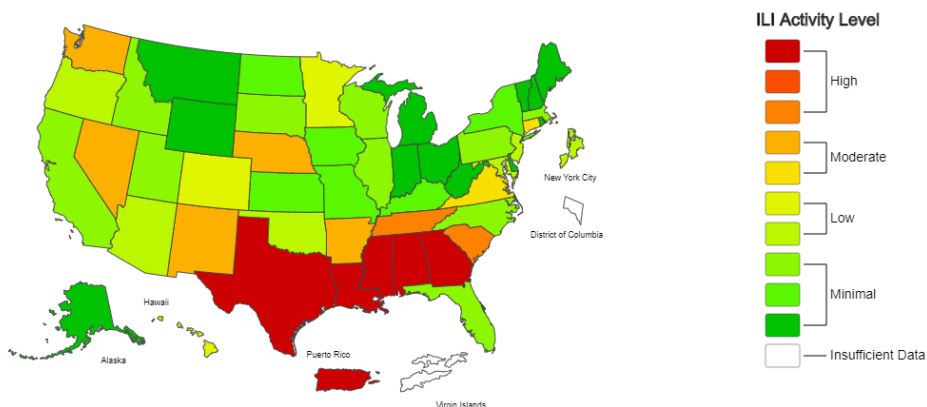 ILI Activity Level
High
Moderate
New York City
Low
District of Columbia
Minimal
Hawaii
Alaska
Puerto Rico
Insufficient Data
Virgin Islands